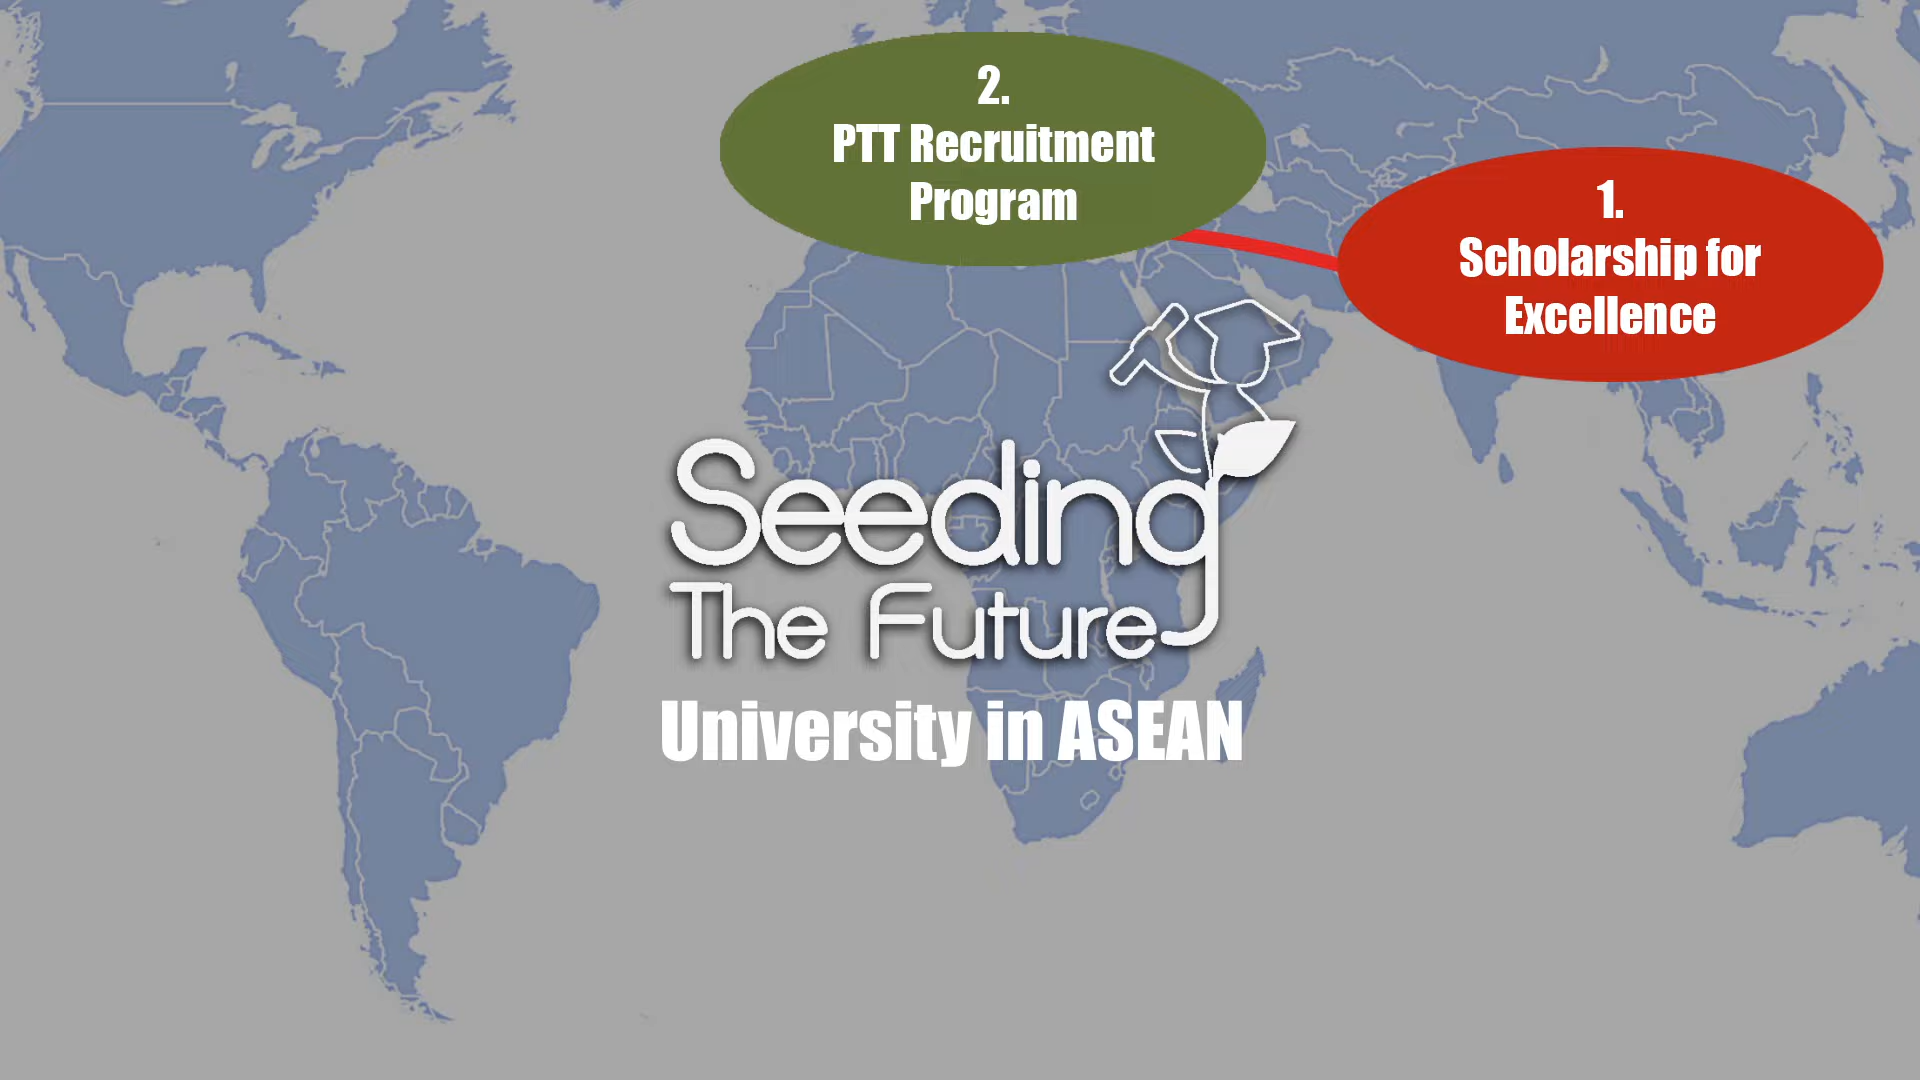 2.
PTT Recruitment
Program
1.
Scholarship for
Excellence
Seeding
The Future
University in ASEAN